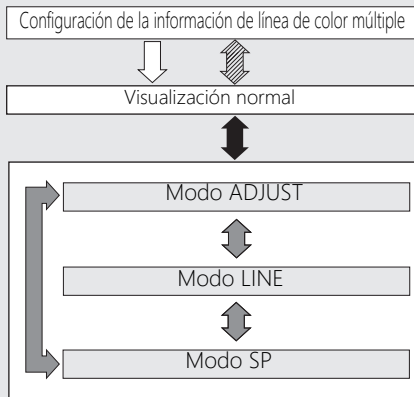 Configuración de la información de línea de color múltiple
Visualización normal
Modo ADJUST
Modo LINE
Modo SP